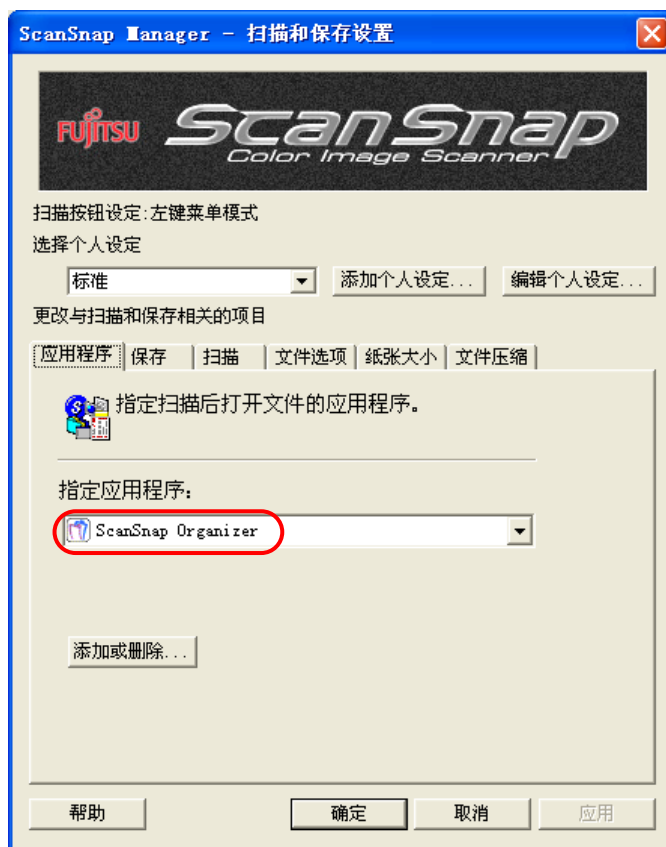 ScanSnap Manager - 扫描和保存设置
FUJITSU ScanSnap
Color Image Scanner
扫描按钮设定:左键菜单模式
选择个人设定
标准 添加个人设定... 编辑个人设定...
更改与扫描和保存相关的项目
应用程序 保存 扫描 文件选项 纸张大小 文件压缩
指定扫描后打开文件的应用程序。
指定应用程序:
ScanSnap Organizer
添加或删除...
帮助 确定 取消 应用